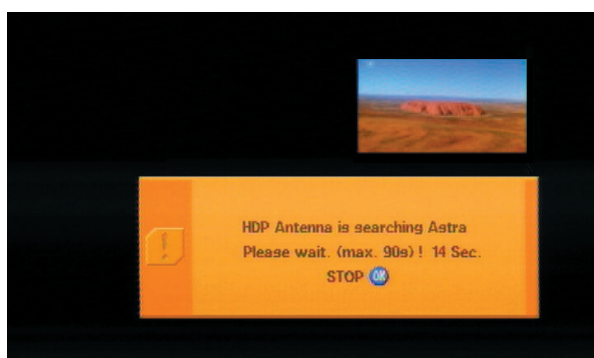 HDP Antenna is searching Astra
Please wait. (max. 90s) ! 14 Sec.
STOP OK